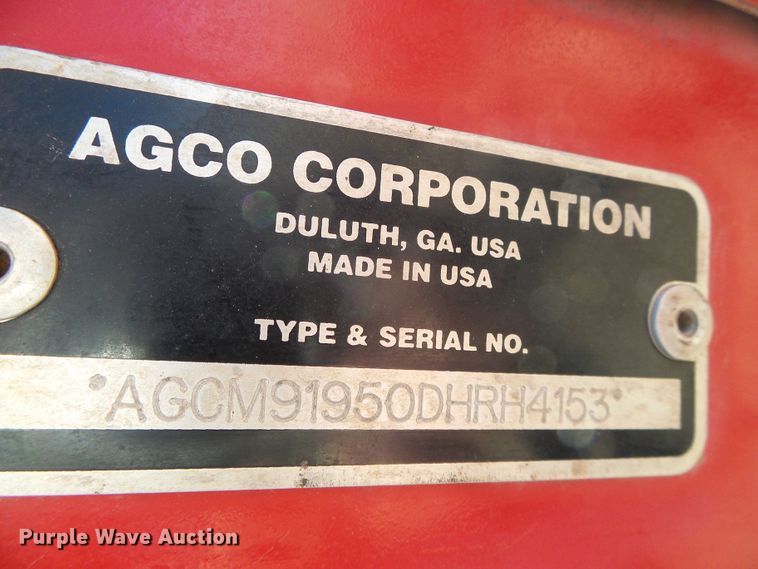 AGCO CORPORATION
DULUTH, GA. USA
MADE IN USA
TYPE & SERIAL NO.
*AGCM91950DHRH4153*
Purple Wave Auction